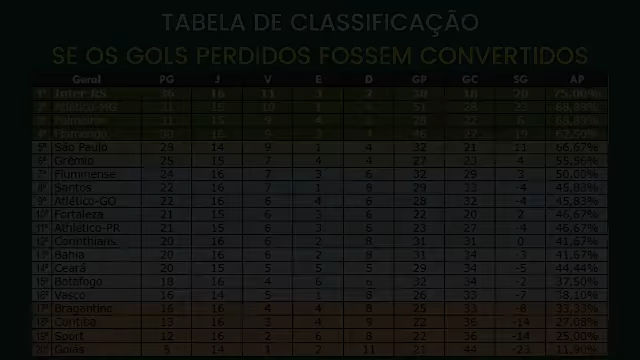 TABELA DE CLASSIFICAÇÃO
SE OS GOLS PERDIDOS FOSSEM CONVERTIDOS
Geral PG J V E D GP GC SG AP
1º Inter RS 36 16 11 3 2 38 18 20 75,00%
2º Atlético-MG 31 15 10 1 4 51 28 22 68,89%
3º Palmeiras 31 15 9 4 28 22 6 68,89%
4º Flamengo 30 16 9 3 4 46 27 19 62,50%
5º São Paulo 28 14 9 1 4 32 21 11 66,67%
6º Grêmio 25 15 7 4 4 27 23 4 55,56%
7º Fluminense 24 16 7 3 6 32 29 3 50,00%
8º Santos 22 16 7 1 8 29 33 -4 45,83%
9º Atlético-GO 22 16 6 4 6 28 32 -4 45,83%
10º Fortaleza 21 15 6 3 6 22 20 2 46,67%
11º Athletico-PR 21 15 6 3 6 23 27 -4 46,67%
12º Corinthians 20 16 6 2 8 31 31 0 41,67%
13º Bahia 20 16 6 2 8 31 34 -3 41,67%
14º Ceará 20 15 5 5 5 29 34 -5 44,44%
15º Botafogo 18 16 4 6 6 32 34 -2 37,50%
16º Vasco 16 14 5 1 8 26 33 -7 38,10%
17º Bragantino 16 16 4 4 8 25 33 -8 33,33%
18º Coritiba 13 16 3 4 9 22 36 -14 27,08%
19º Sport 12 16 2 6 8 22 36 -14 25,00%
20º Goiás 5 14 1 2 11 21 44 -23 11,90%